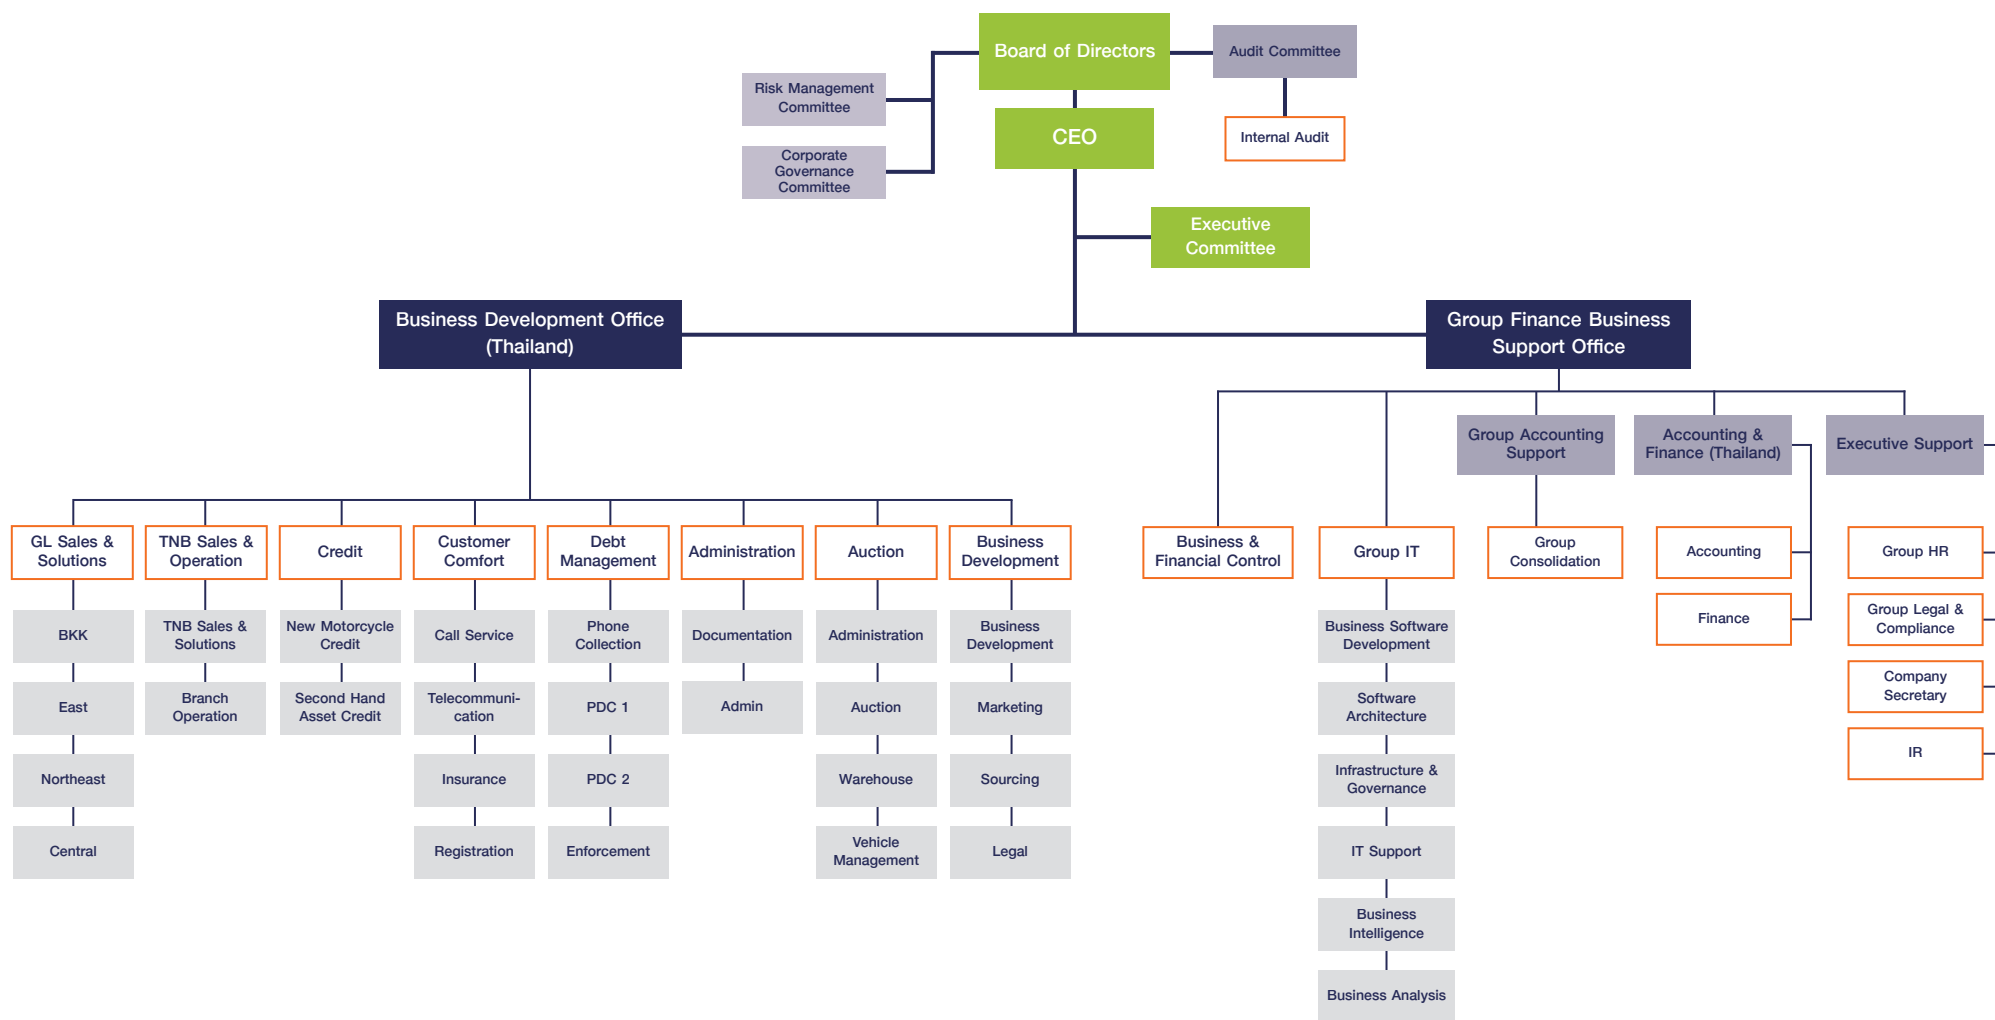 Board of Directors
Audit Committee
Risk Management
Committee
CEO
Internal Audit
Corporate
Governance
Committee
Executive
Committee
Business Development Office
(Thailand)
Group Finance Business
Support Office
Group Accounting
Support
Accounting &
Finance (Thailand)
Executive Support
GL Sales &
Solutions
TNB Sales &
Operation
Credit
Customer
Comfort
Debt
Management
Administration
Auction
Business
Development
Business &
Financial Control
Group IT
Group
Consolidation
Accounting
Group HR
BKK
TNB Sales &
Solutions
New Motorcycle
Credit
Call Service
Phone
Collection
Documentation
Administration
Business
Development
Business Software
Development
Finance
Group Legal &
Compliance
East
Branch
Operation
Second Hand
Asset Credit
Telecommuni-
cation
PDC 1
Admin
Auction
Marketing
Software
Architecture
Company
Secretary
Northeast
Insurance
PDC 2
Warehouse
Sourcing
Infrastructure &
Governance
IR
Central
Registration
Enforcement
Vehicle
Management
Legal
IT Support
Business
Intelligence
Business Analysis